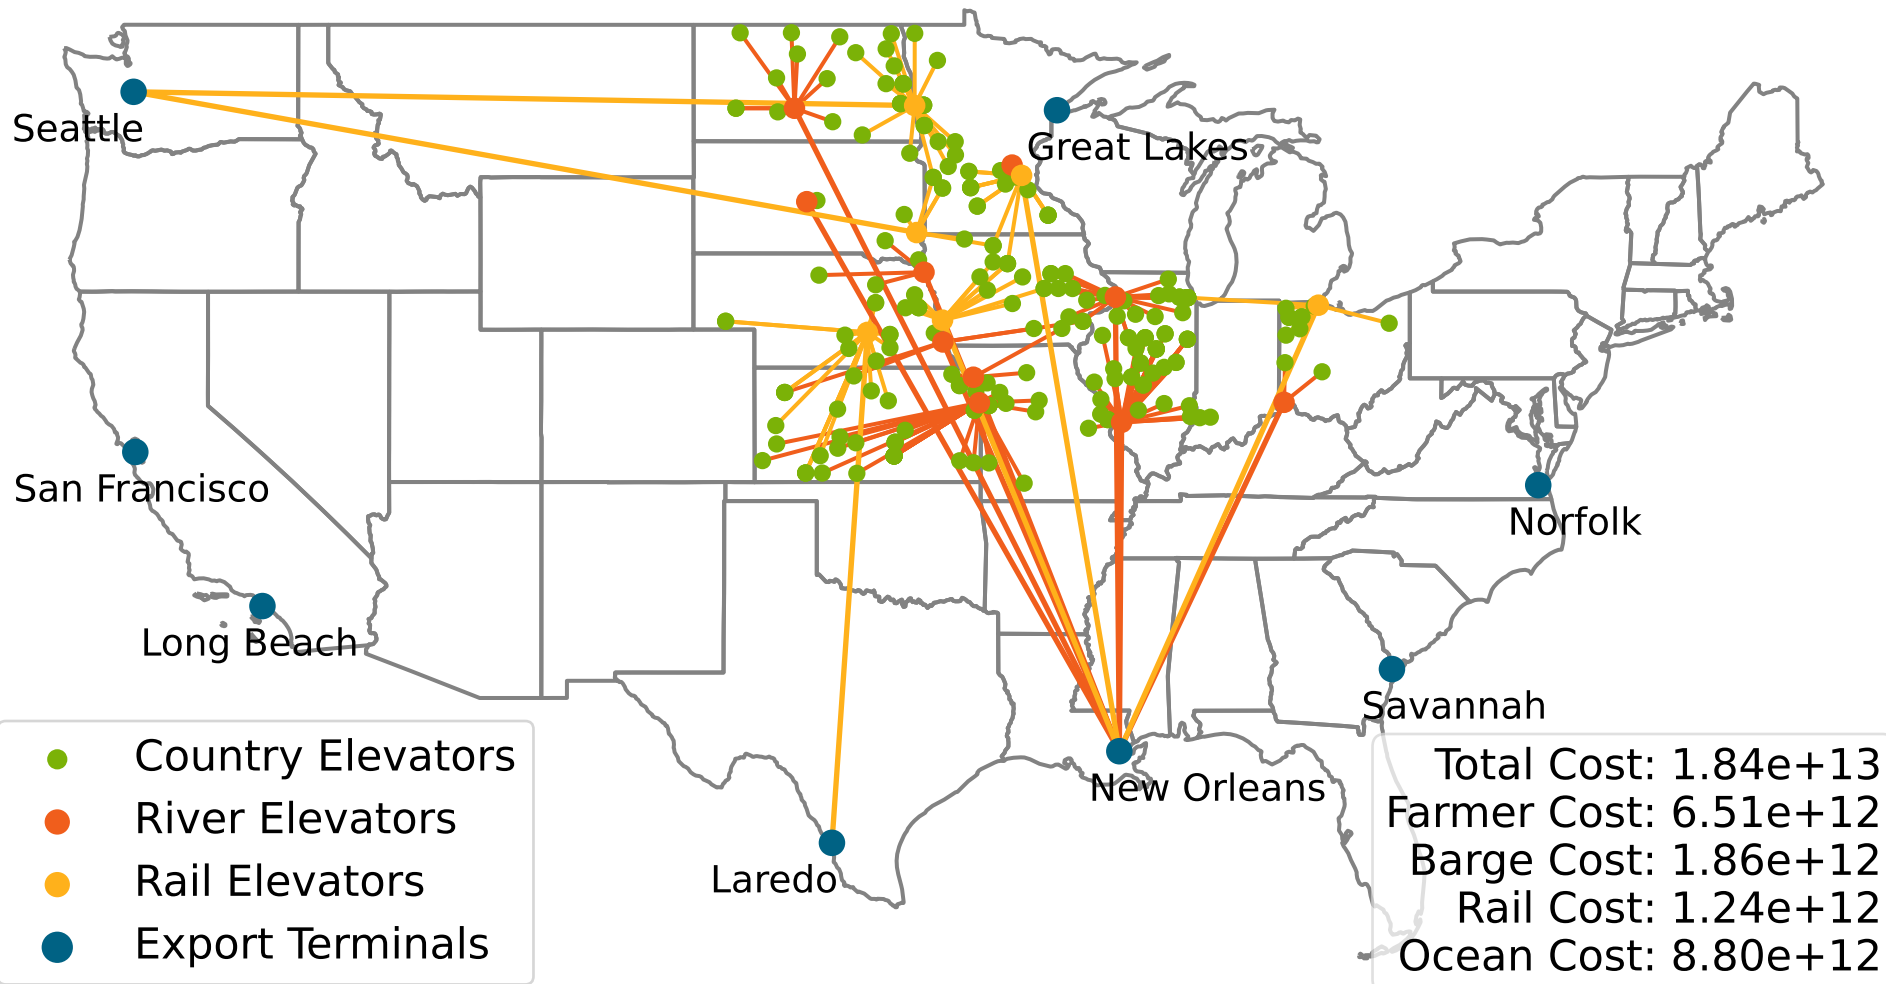 Seattle
Great Lakes
San Francisco
Norfolk
Long Beach
Savannah
New Orleans
Laredo
Country Elevators
River Elevators
Rail Elevators
Export Terminals
Total Cost: 1.84e+13
Farmer Cost: 6.51e+12
Barge Cost: 1.86e+12
Rail Cost: 1.24e+12
Ocean Cost: 8.80e+12